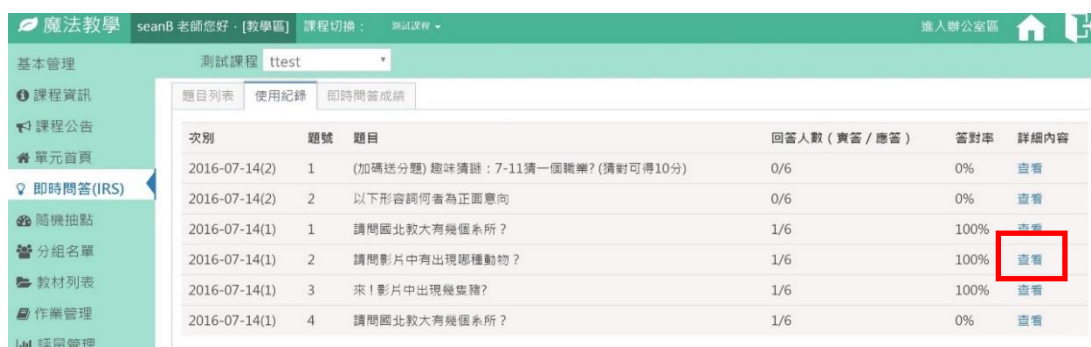 魔法教學 seanB 老師您好 · [教學區] 課程切換： 測試課程 進入辦公室區
基本管理 測試課程 ttest
課程資訊 題目列表 使用紀錄 即時問答成績
課程公告 次別 題號 題目 回答人數（實答 / 應答） 答對率 詳細內容
單元首頁 2016-07-14(2) 1 (加碼送分題) 趣味猜謎：7-11猜一個職業? (猜對可得10分) 0/6 0% 查看
即時問答(IRS) 2016-07-14(2) 2 以下形容詞何者為正面意向 0/6 0% 查看
隨機抽點 2016-07-14(1) 1 請問國北教大有幾個系所？ 1/6 100% 查看
分組名單 2016-07-14(1) 2 請問影片中有出現哪種動物？ 1/6 100% 查看
教材列表 2016-07-14(1) 3 來！影片中出現幾隻豬? 1/6 100% 查看
作業管理 2016-07-14(1) 4 請問國北教大有幾個系所？ 1/6 0% 查看
評量管理